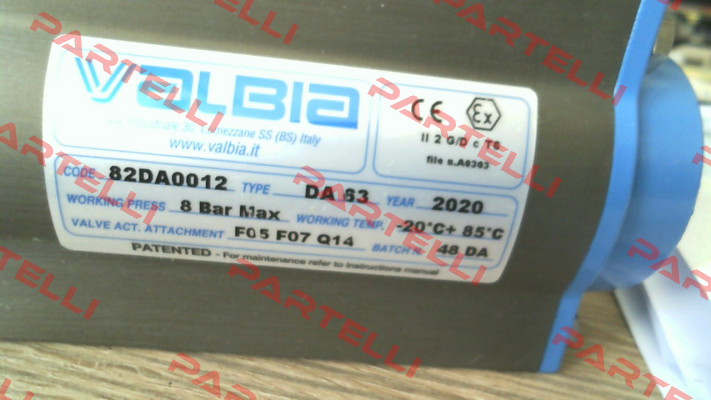 VALBIA
Via Industriale 30, Lumezzane SS (BS) Italy
www.valbia.it
CE Ex
II 2 G/D c T6
file n.A0303
CODE 82DA0012 TYPE DA 63 YEAR 2020
WORKING PRESS 8 Bar Max WORKING TEMP. -20°C+ 85°C
VALVE ACT. ATTACHMENT F05 F07 Q14 BATCH N. 48 DA
PATENTED - For maintenance refer to instructions manual
PARTELLI
PARTELLI
PARTELLI
PARTELLI
PARTELLI
PARTELLI
PARTELLI